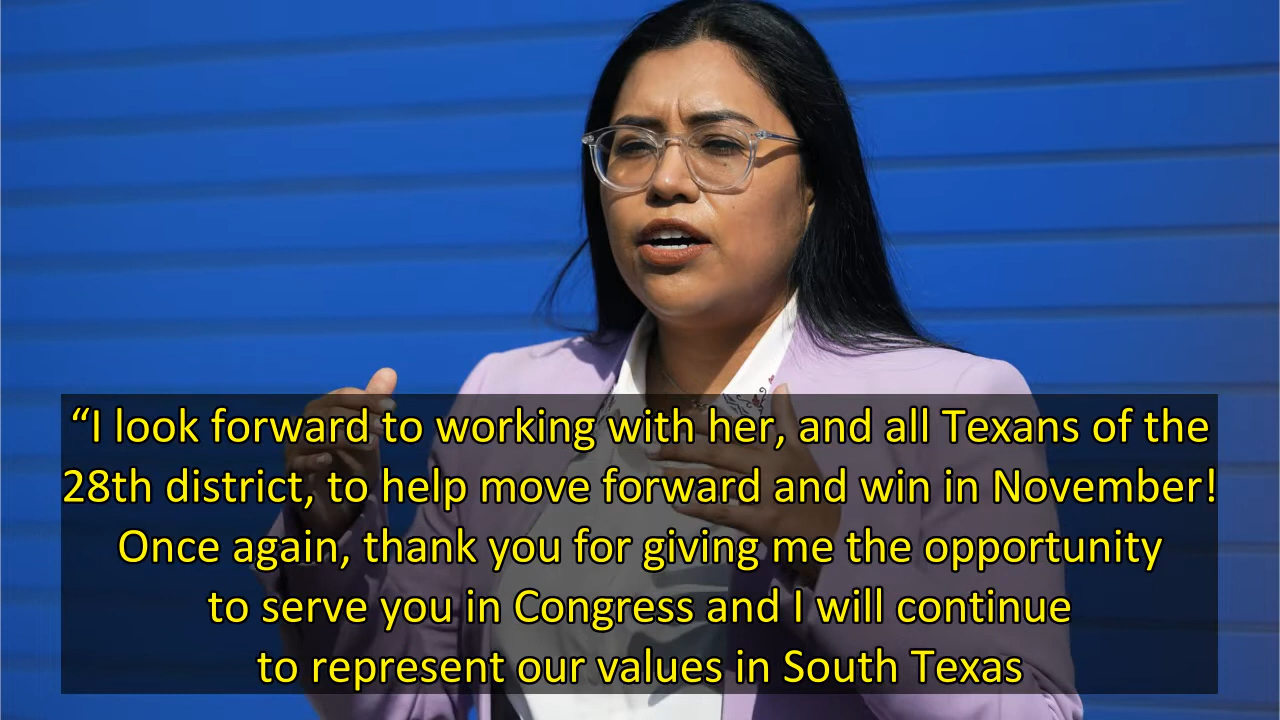 “I look forward to working with her, and all Texans of the
28th district, to help move forward and win in November!
Once again, thank you for giving me the opportunity
to serve you in Congress and I will continue
to represent our values in South Texas